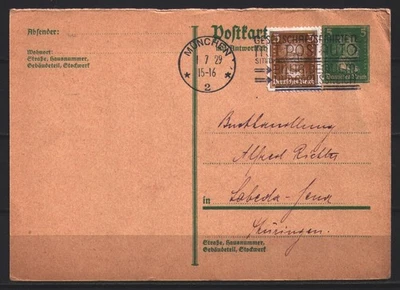 Absender:
Wohnort:
Straße, Hausnummer,
Gebäudeteil, Stockwerk
Postkarte
MÜNCHEN
7 29
15-16
2
5
Buchhandlung
Alfred Richter
in Lobeda-Jena
Thüringen.
Straße, Hausnummer,
Gebäudeteil, Stockwerk